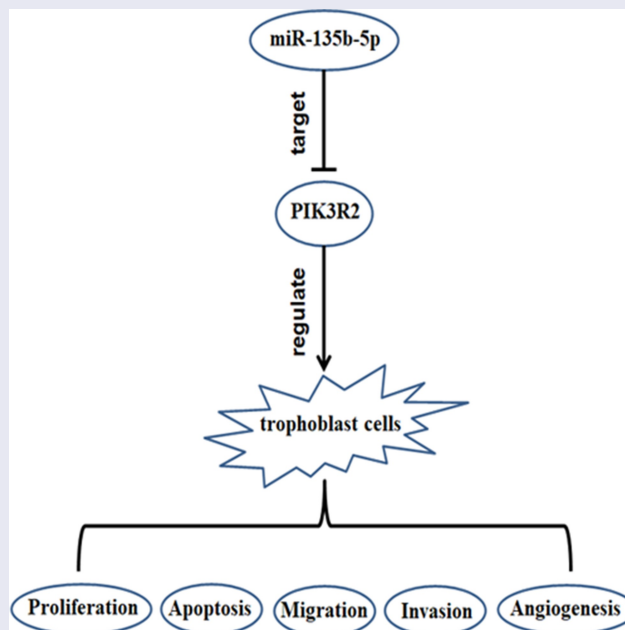 miR-135b-5p
target
PIK3R2
regulate
trophoblast cells
Proliferation
Apoptosis
Migration
Invasion
Angiogenesis